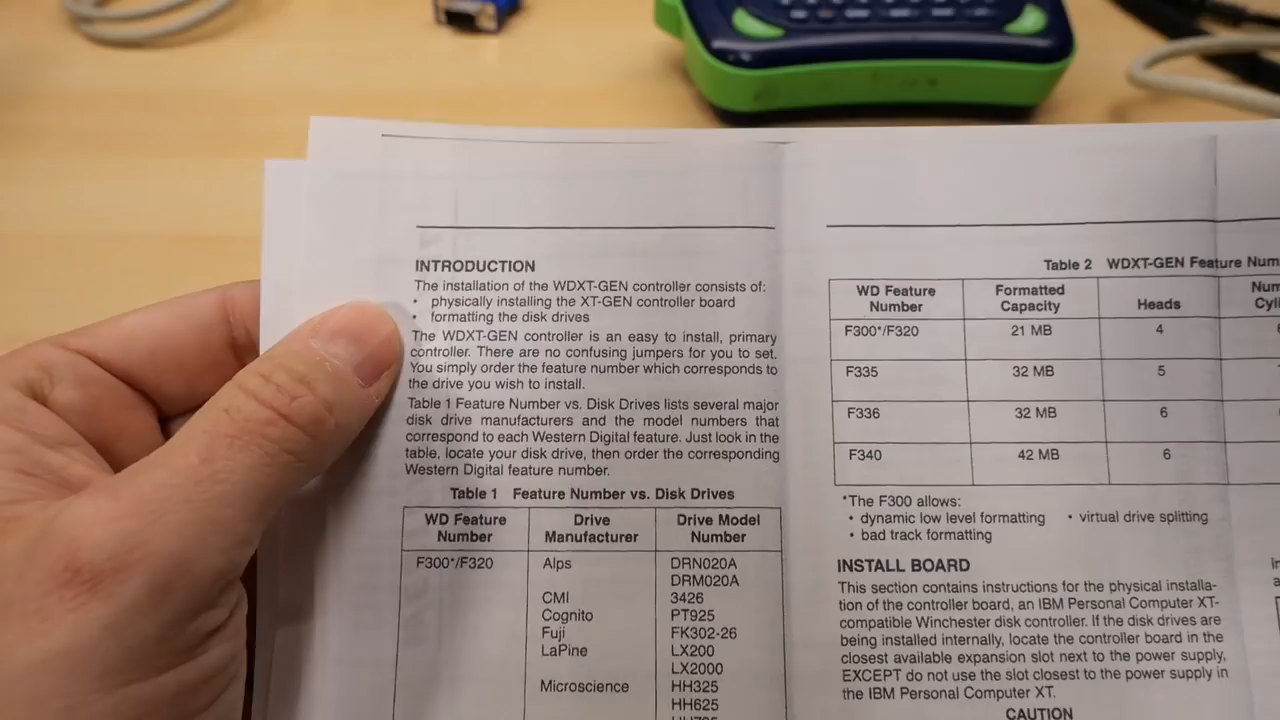 INTRODUCTION
The installation of the WDXT-GEN controller consists of:
• physically installing the XT-GEN controller board
• formatting the disk drives
The WDXT-GEN controller is an easy to install, primary
controller. There are no confusing jumpers for you to set.
You simply order the feature number which corresponds to
the drive you wish to install.
Table 1 Feature Number vs. Disk Drives lists several major
disk drive manufacturers and the model numbers that
correspond to each Western Digital feature. Just look in the
table, locate your disk drive, then order the corresponding
Western Digital feature number.
Table 1 Feature Number vs. Disk Drives
WD Feature Number Drive Manufacturer Drive Model Number
F300*/F320 Alps DRN020A
DRM020A
CMI 3426
Cognito PT925
Fuji FK302-26
LaPine LX200
LX2000
Microscience HH325
HH625
Table 2 WDXT-GEN Feature Num
WD Feature Number Formatted Capacity Heads
F300*/F320 21 MB 4
F335 32 MB 5
F336 32 MB 6
F340 42 MB 6
*The F300 allows:
• dynamic low level formatting • virtual drive splitting
• bad track formatting
INSTALL BOARD
This section contains instructions for the physical installa-
tion of the controller board, an IBM Personal Computer XT-
compatible Winchester disk controller. If the disk drives are
being installed internally, locate the controller board in the
closest available expansion slot next to the power supply,
EXCEPT do not use the slot closest to the power supply in
the IBM Personal Computer XT.
CAUTION